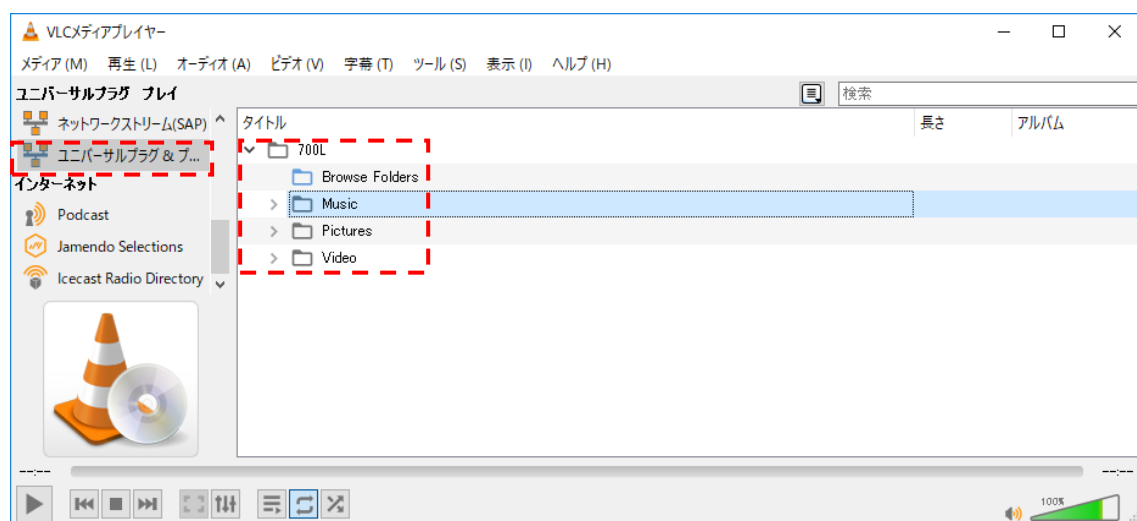 VLCメディアプレイヤー
メディア (M) 再生 (L) オーディオ (A) ビデオ (V) 字幕 (T) ツール (S) 表示 (I) ヘルプ (H)
ユニバーサルプラグ プレイ
検索
ネットワークストリーム(SAP)
ユニバーサルプラグ & プ...
インターネット
Podcast
Jamendo Selections
Icecast Radio Directory
タイトル 長さ アルバム
700L
Browse Folders
Music
Pictures
Video
--:-- --:--
100%